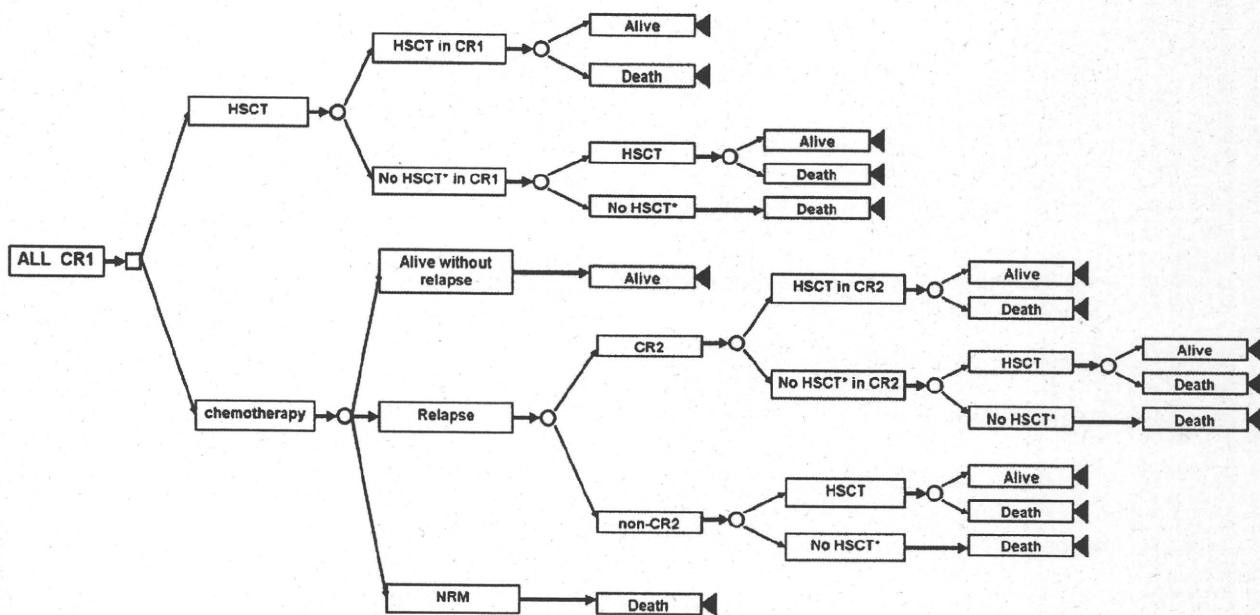 Alive
HSCT in CR1
Death
HSCT
Alive
HSCT
No HSCT* in CR1
Death
No HSCT*
Death
ALL CR1
Alive without
relapse
Alive
Alive
HSCT in CR2
Death
CR2
Alive
HSCT
No HSCT* in CR2
Death
chemotherapy
Relapse
No HSCT*
Death
Alive
HSCT
Death
non-CR2
No HSCT*
Death
NRM
Death